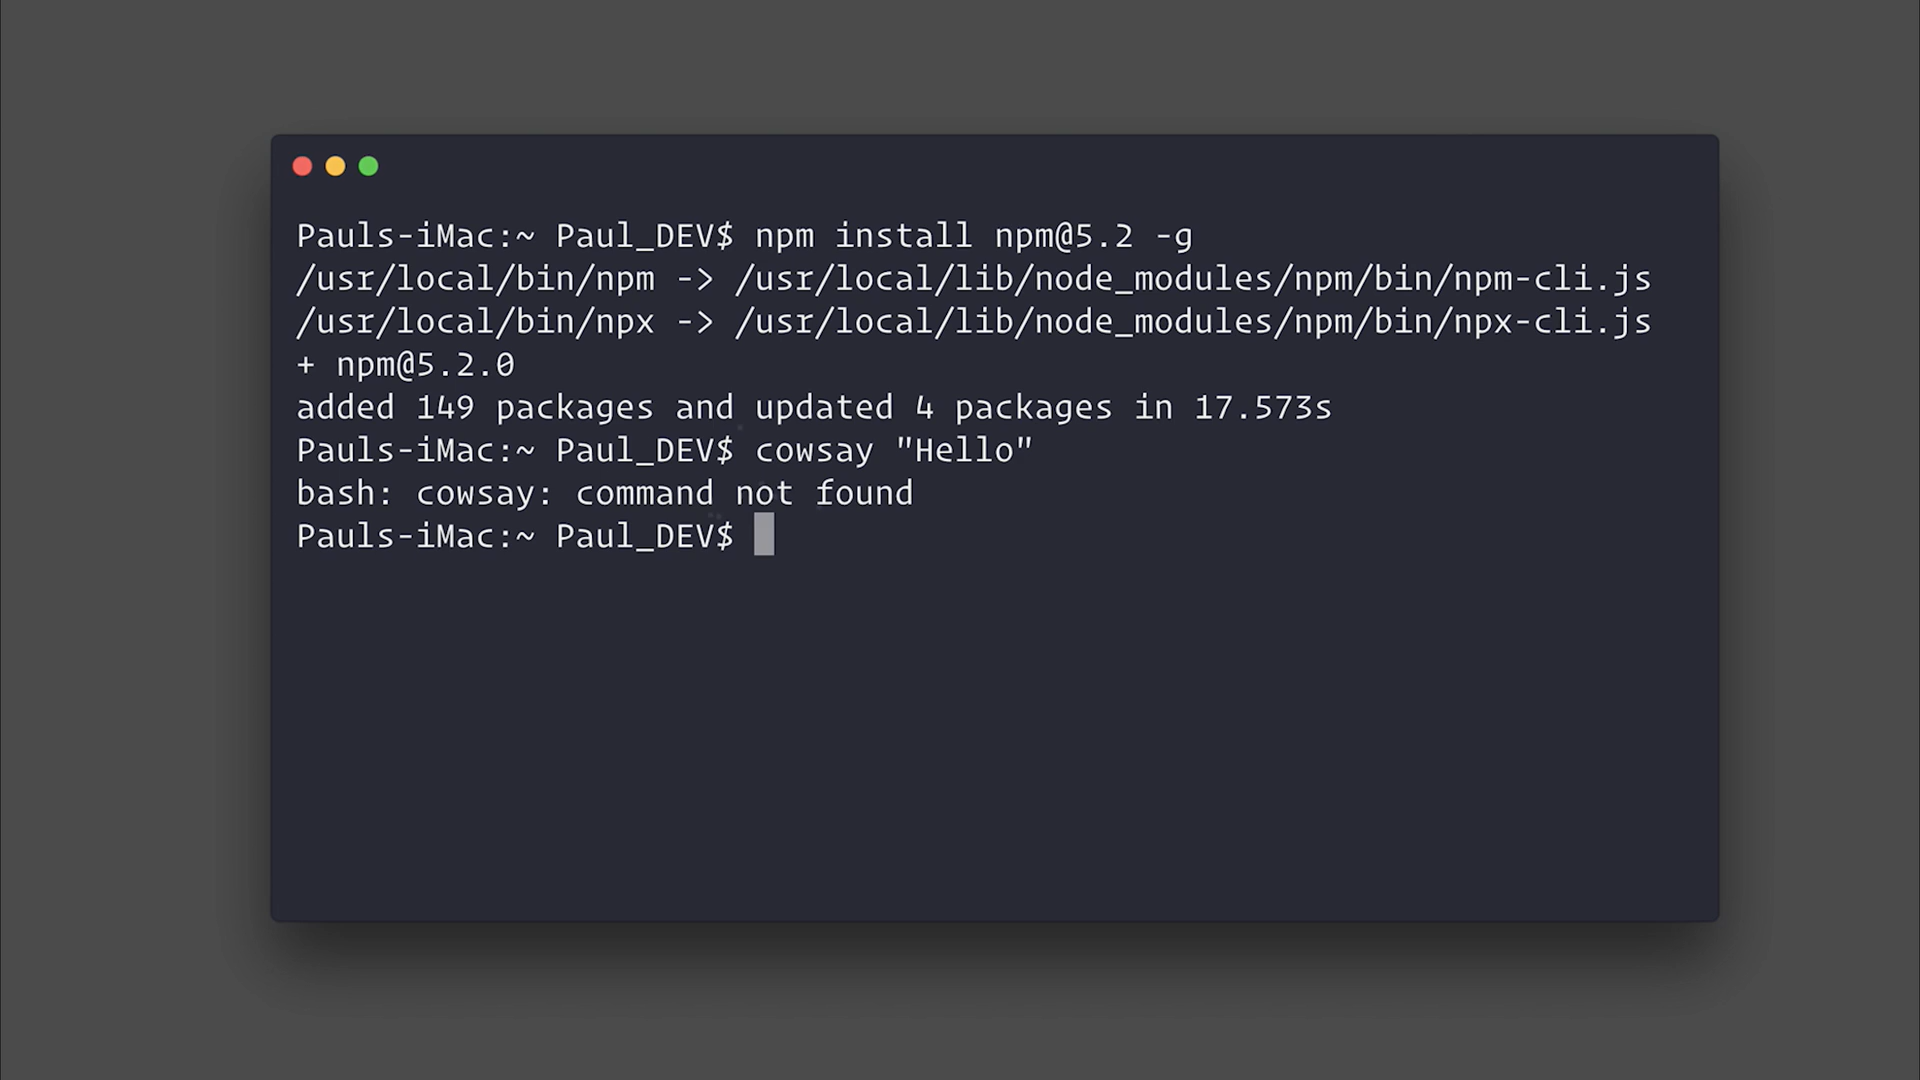 Pauls-iMac:~ Paul_DEV$ npm install npm@5.2 -g
/usr/local/bin/npm -> /usr/local/lib/node_modules/npm/bin/npm-cli.js
/usr/local/bin/npx -> /usr/local/lib/node_modules/npm/bin/npx-cli.js
+ npm@5.2.0
added 149 packages and updated 4 packages in 17.573s
Pauls-iMac:~ Paul_DEV$ cowsay "Hello"
bash: cowsay: command not found
Pauls-iMac:~ Paul_DEV$